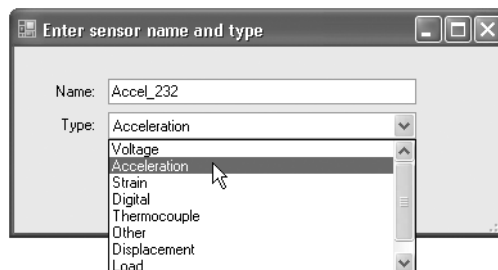 Enter sensor name and type
Name: Accel_232
Type: Acceleration
Voltage
Acceleration
Strain
Digital
Thermocouple
Other
Displacement
Load